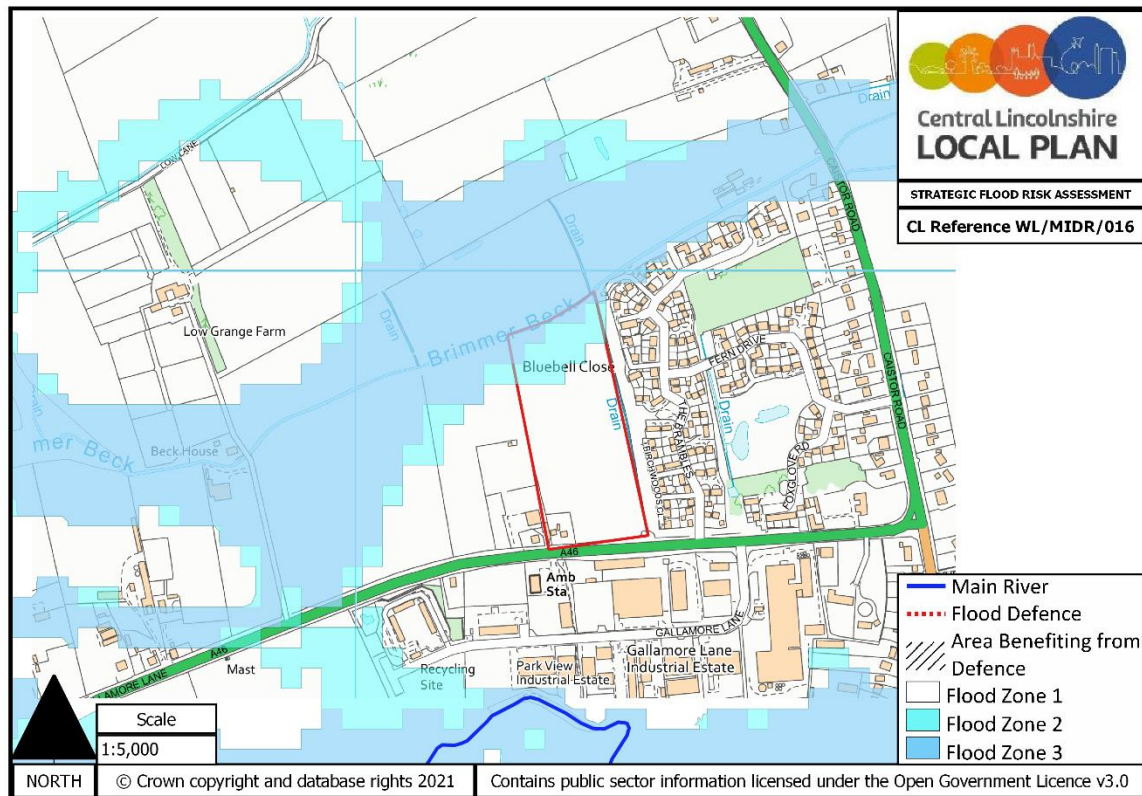 Central Lincolnshire
LOCAL PLAN
STRATEGIC FLOOD RISK ASSESSMENT
CL Reference WL/MIDR/016
Drain
CAISTOR ROAD
LOW LANE
Drain
Low Grange Farm
Drain
Brimmer Beck
Bluebell Close
FERN DRIVE
CAISTOR ROAD
Drain
mmer Beck
Beck House
Drain
THE BRAMBLES
Drain
BIRCHWOODS CL
FOXGLOVE RD
A46
Amb
Sta
GALLAMORE LANE
Gallamore Lane
Industrial Estate
Park View
Industrial Estate
Recycling
Site
A46
Mast
LLAMORE LANE
Main River
Flood Defence
Area Benefiting from
Defence
Flood Zone 1
Flood Zone 2
Flood Zone 3
Scale
1:5,000
NORTH
© Crown copyright and database rights 2021
Contains public sector information licensed under the Open Government Licence v3.0